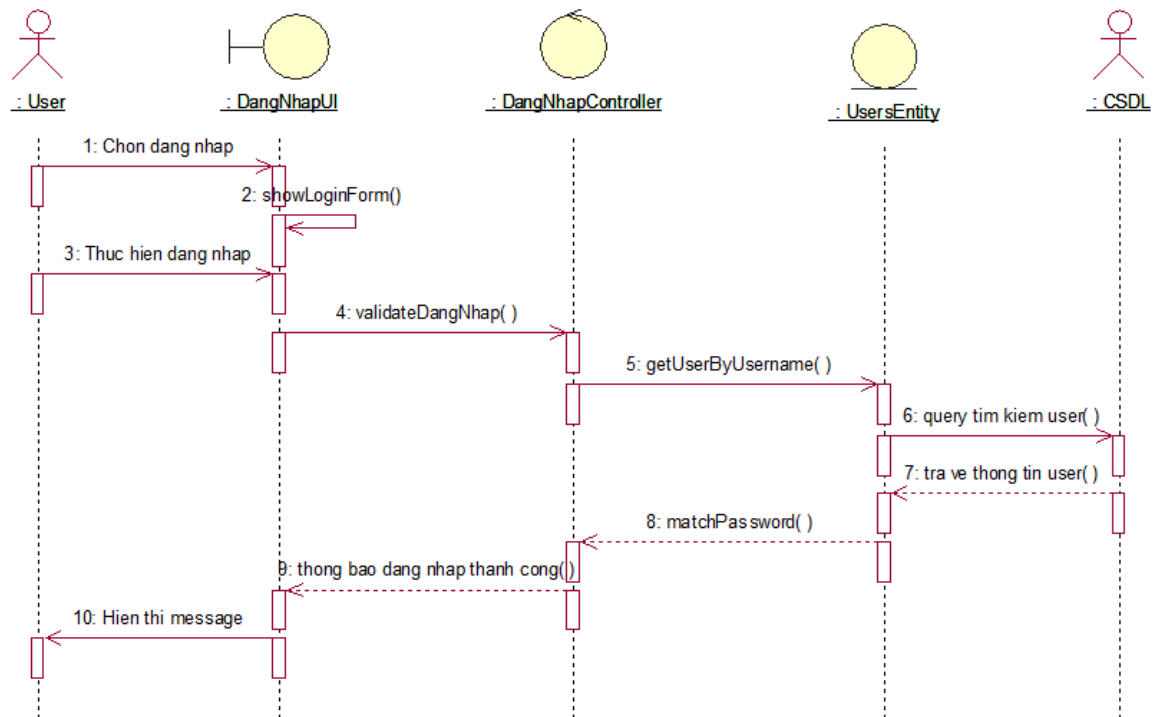 : User
: DangNhapUI
: DangNhapController
: UsersEntity
: CSDL
1: Chon dang nhap
2: showLoginForm()
3: Thuc hien dang nhap
4: validateDangNhap( )
5: getUserByUsername( )
6: query tim kiem user( )
7: tra ve thong tin user( )
8: matchPassword( )
9: thong bao dang nhap thanh cong( )
10: Hien thi message